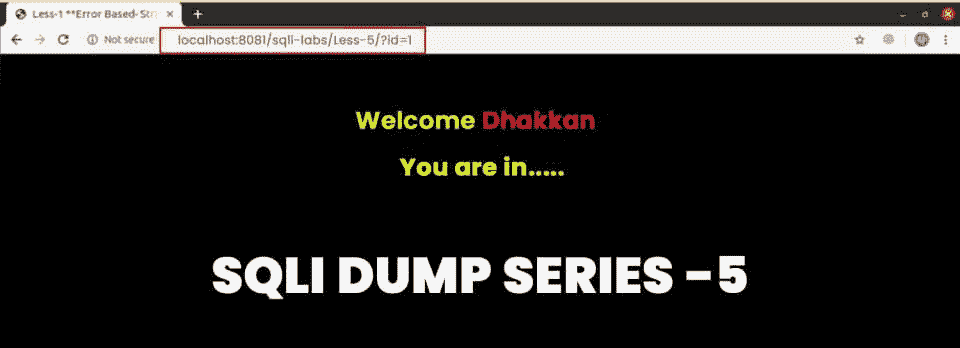 Less-1 **Error Based- Str
Not secure
localhost:8081/sqli-labs/Less-5/?id=1
Welcome Dhakkan
You are in.....
SQLI DUMP SERIES -5